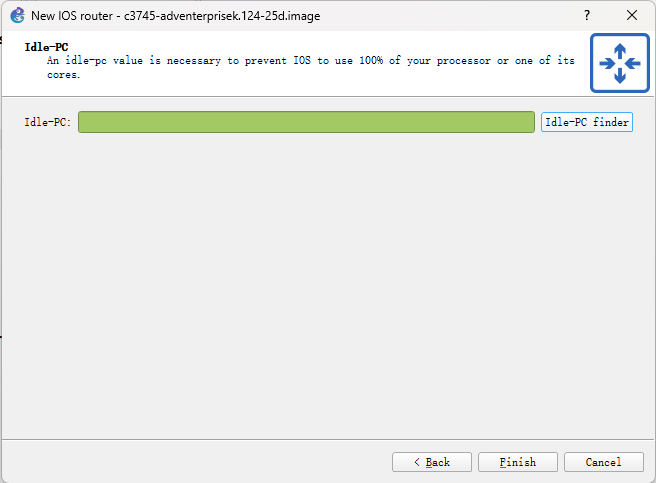 New IOS router - c3745-adventerprisek.124-25d.image
?
Idle-PC
An idle-pc value is necessary to prevent IOS to use 100% of your processor or one of its
cores.
Idle-PC:
Idle-PC finder
< Back
Finish
Cancel